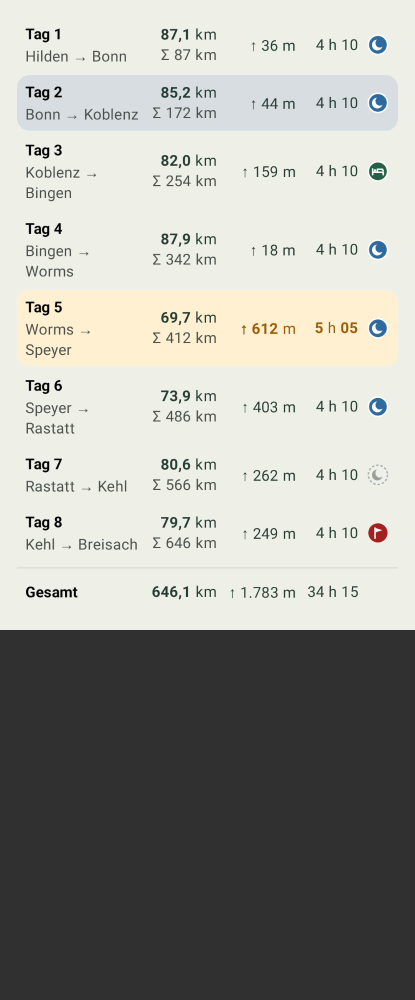 Tag 1
Hilden → Bonn
87,1 km
Σ 87 km
↑ 36 m
4 h 10
Tag 2
Bonn → Koblenz
85,2 km
Σ 172 km
↑ 44 m
4 h 10
Tag 3
Koblenz →
Bingen
82,0 km
Σ 254 km
↑ 159 m
4 h 10
Tag 4
Bingen →
Worms
87,9 km
Σ 342 km
↑ 18 m
4 h 10
Tag 5
Worms →
Speyer
69,7 km
Σ 412 km
↑ 612 m
5 h 05
Tag 6
Speyer →
Rastatt
73,9 km
Σ 486 km
↑ 403 m
4 h 10
Tag 7
Rastatt → Kehl
80,6 km
Σ 566 km
↑ 262 m
4 h 10
Tag 8
Kehl → Breisach
79,7 km
Σ 646 km
↑ 249 m
4 h 10
Gesamt
646,1 km
↑ 1.783 m
34 h 15